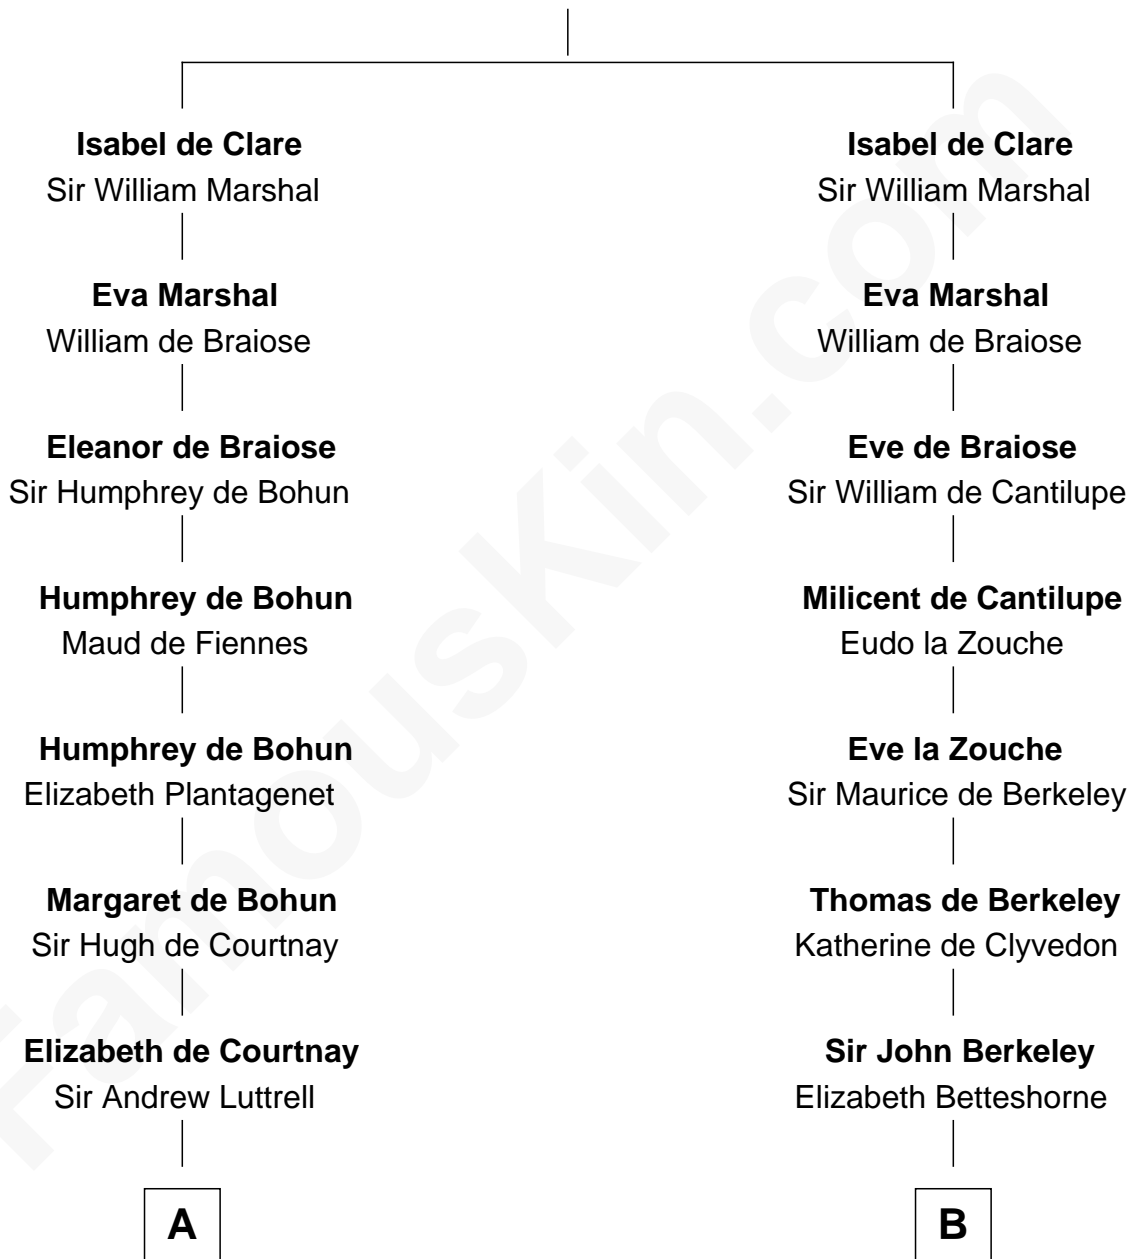 Isabel de Clare
Sir William Marshal
Eva Marshal
William de Braiose
Eleanor de Braiose
Sir Humphrey de Bohun
Humphrey de Bohun
Maud de Fiennes
Humphrey de Bohun
Elizabeth Plantagenet
Margaret de Bohun
Sir Hugh de Courtnay
Elizabeth de Courtnay
Sir Andrew Luttrell
A
Isabel de Clare
Sir William Marshal
Eva Marshal
William de Braiose
Eve de Braiose
Sir William de Cantilupe
Milicent de Cantilupe
Eudo la Zouche
Eve la Zouche
Sir Maurice de Berkeley
Thomas de Berkeley
Katherine de Clyvedon
Sir John Berkeley
Elizabeth Betteshorne
B
FamousKin.com